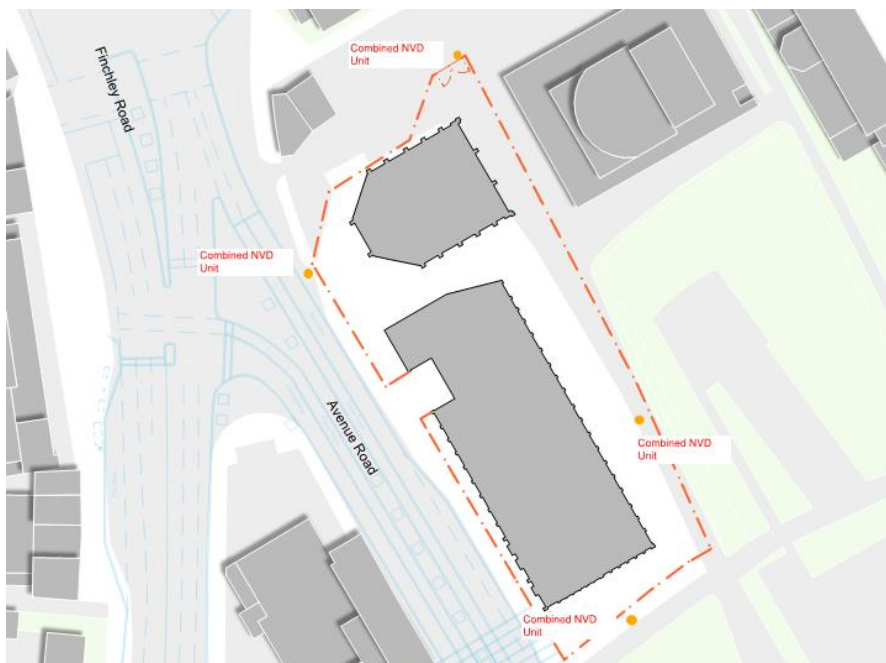 Combined NVD
Unit
Finchley Road
Combined NVD
Unit
Avenue Road
Combined NVD
Unit
Combined NVD
Unit